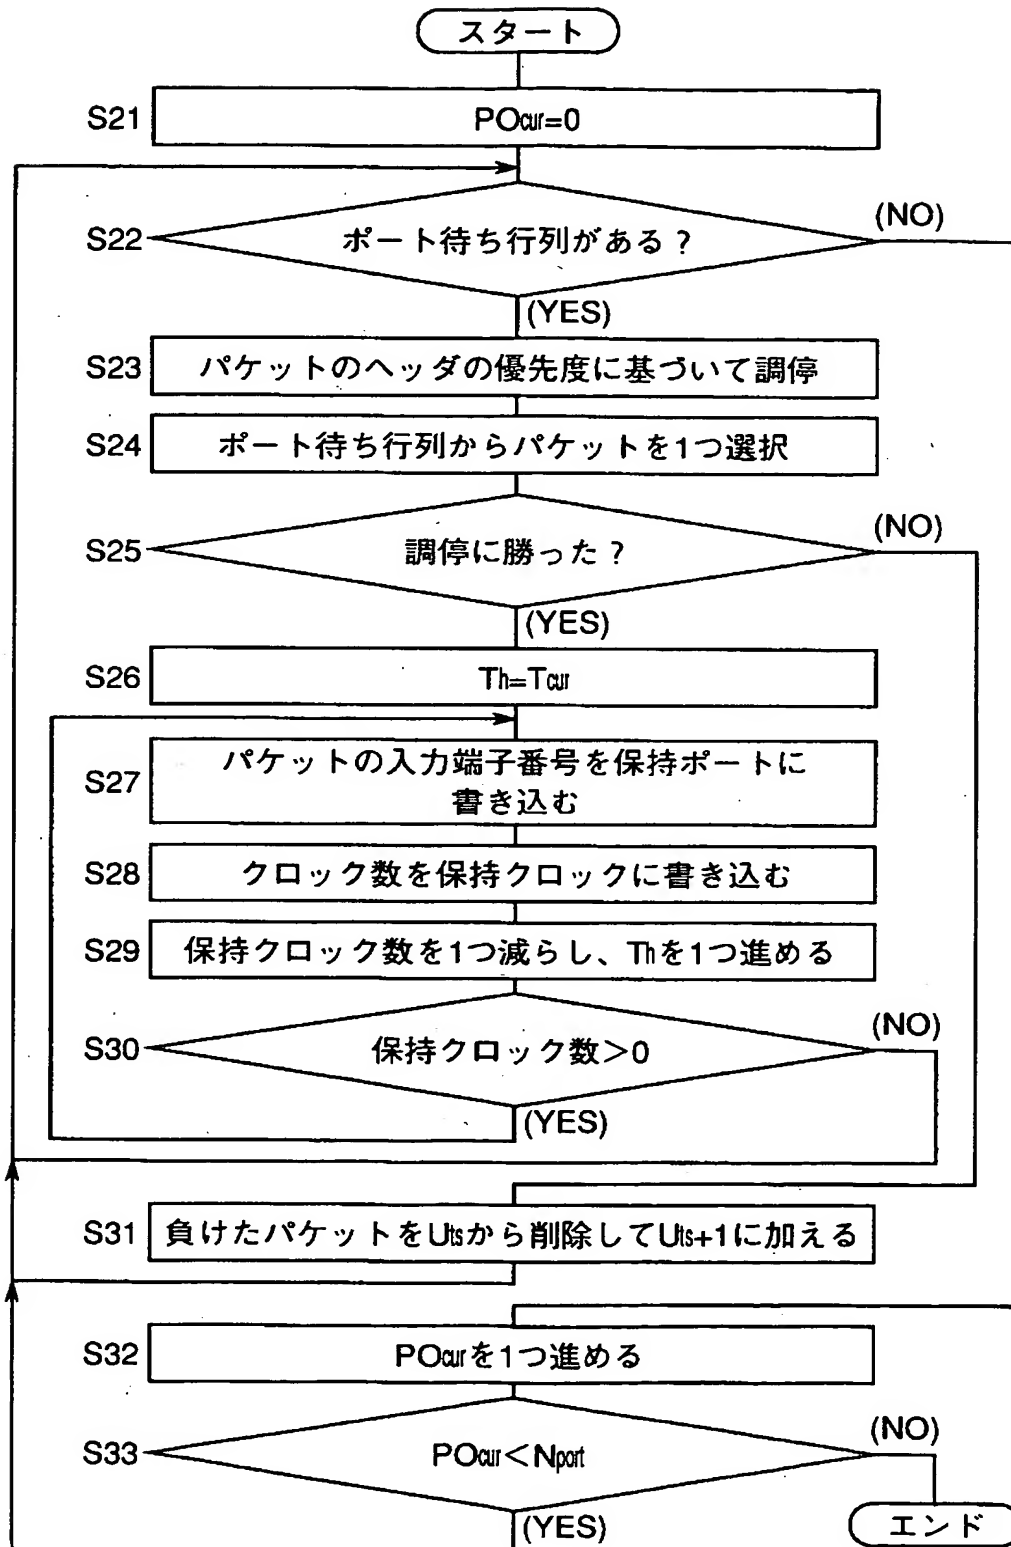 スタート
S21
POcur=0
S22
ポート待ち行列がある？
(NO)
(YES)
S23
パケットのヘッダの優先度に基づいて調停
S24
ポート待ち行列からパケットを1つ選択
S25
調停に勝った？
(NO)
(YES)
S26
Th=Tcur
S27
パケットの入力端子番号を保持ポートに
書き込む
S28
クロック数を保持クロックに書き込む
S29
保持クロック数を1つ減らし、Thを1つ進める
S30
保持クロック数＞0
(NO)
(YES)
S31
負けたパケットをUtsから削除してUts+1に加える
S32
POcurを1つ進める
S33
POcur＜Nport
(NO)
(YES)
エンド